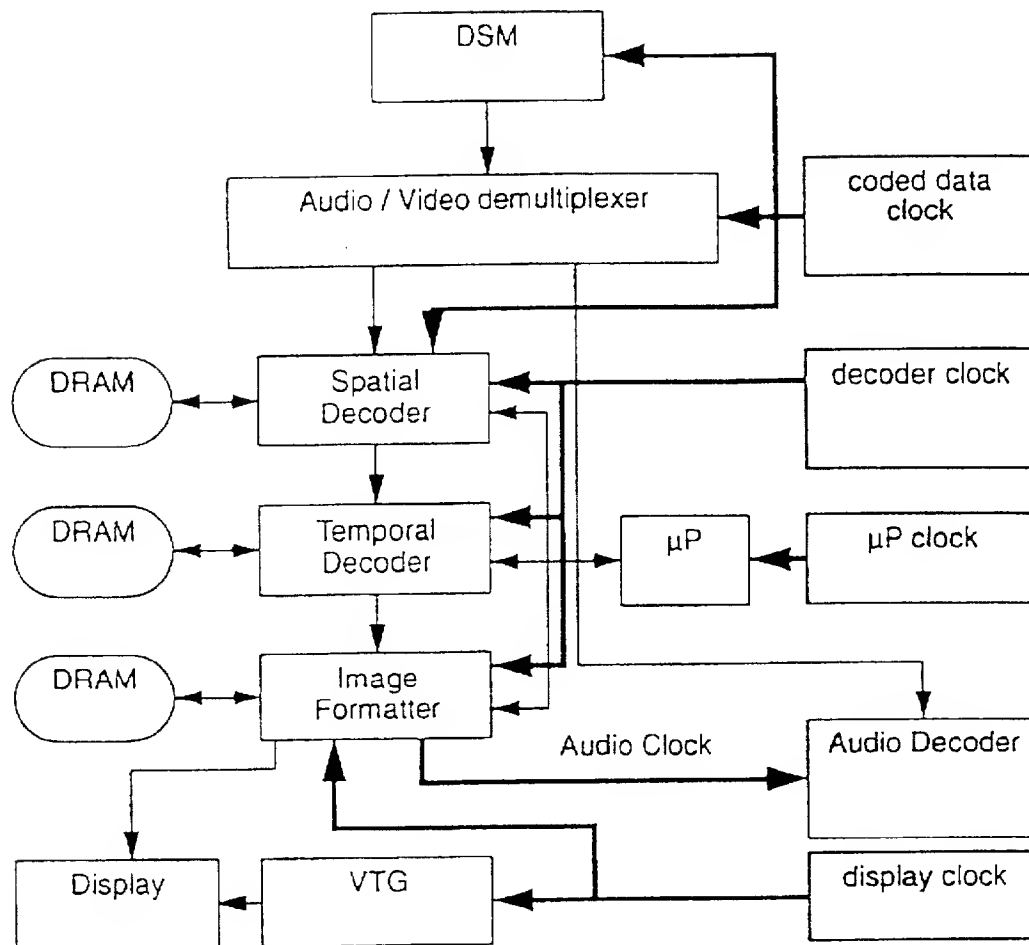 DSM
Audio / Video demultiplexer
coded data
clock
DRAM
Spatial
Decoder
decoder clock
DRAM
Temporal
Decoder
µP
µP clock
DRAM
Image
Formatter
Audio Clock
Audio Decoder
Display
VTG
display clock